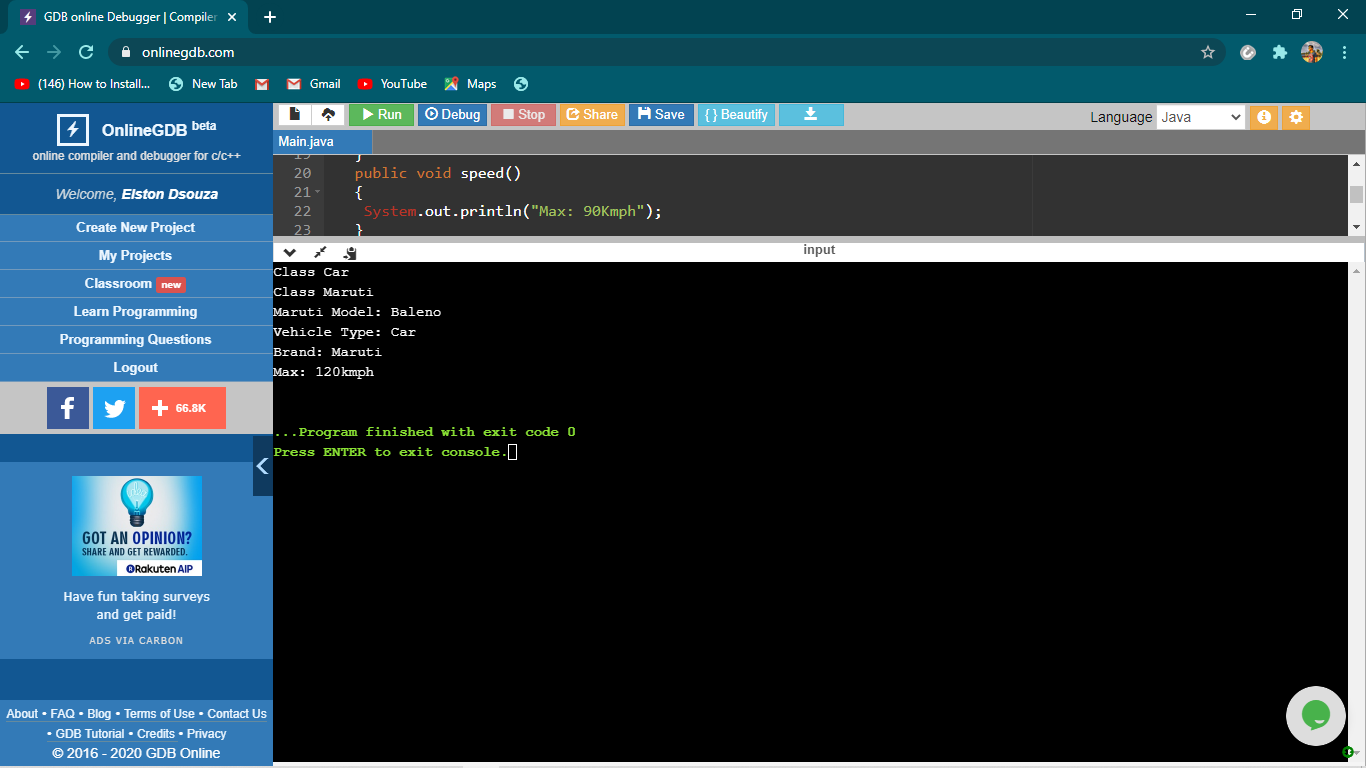 GDB online Debugger | Compiler
onlinegdb.com
(146) How to Install... New Tab Gmail YouTube Maps
OnlineGDB beta
online compiler and debugger for c/c++
Welcome, Elston Dsouza
Create New Project
My Projects
Classroom new
Learn Programming
Programming Questions
Logout
f + 66.8K
GOT AN OPINION?
SHARE AND GET REWARDED.
Rakuten AIP
Have fun taking surveys
and get paid!
ADS VIA CARBON
About • FAQ • Blog • Terms of Use • Contact Us
• GDB Tutorial • Credits • Privacy
© 2016 - 2020 GDB Online
Run Debug Stop Share Save { } Beautify
Language Java
Main.java
19 }
20 public void speed()
21 {
22 System.out.println("Max: 90Kmph");
23 }
input
Class Car
Class Maruti
Maruti Model: Baleno
Vehicle Type: Car
Brand: Maruti
Max: 120kmph
...Program finished with exit code 0
Press ENTER to exit console.